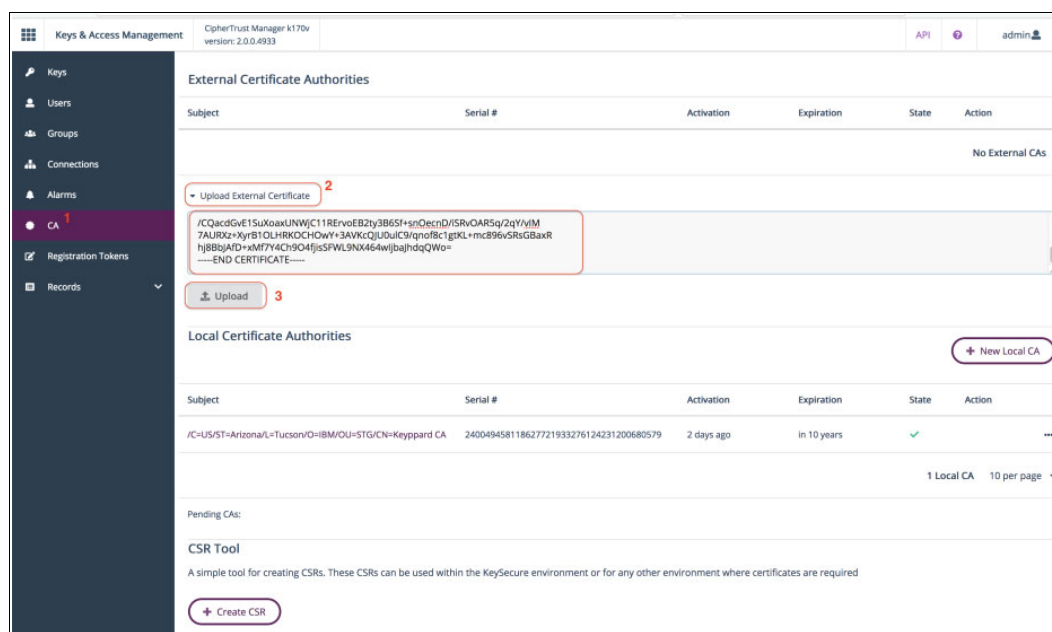 Keys & Access Management
CipherTrust Manager k170v
version: 2.0.0.4933
API
admin
Keys
Users
Groups
Connections
Alarms
CA 1
Registration Tokens
Records
External Certificate Authorities
Subject Serial # Activation Expiration State Action
No External CAs
Upload External Certificate 2
/CQacdGvE1SuXoaxUNWjC11RErvoEB2ty3B6Sf+snOecnD/iSRvOAR5q/2qY/vlM
7AURXz+XyrB1OLHRKOCHOwY+3AVKcQJU0uIC9/qnof8c1gtKL+mc896vSRsGBaxR
hj8BbJAfD+xMf7Y4Ch9O4fjisSFWL9NX464wIjbaJhdqQWo=
-----END CERTIFICATE-----
Upload 3
Local Certificate Authorities
+ New Local CA
Subject Serial # Activation Expiration State Action
/C=US/ST=Arizona/L=Tucson/O=IBM/OU=STG/CN=Keyppard CA 240049458118627721933276124231200680579 2 days ago in 10 years
1 Local CA 10 per page
Pending CAs:
CSR Tool
A simple tool for creating CSRs. These CSRs can be used within the KeySecure environment or for any other environment where certificates are required
+ Create CSR